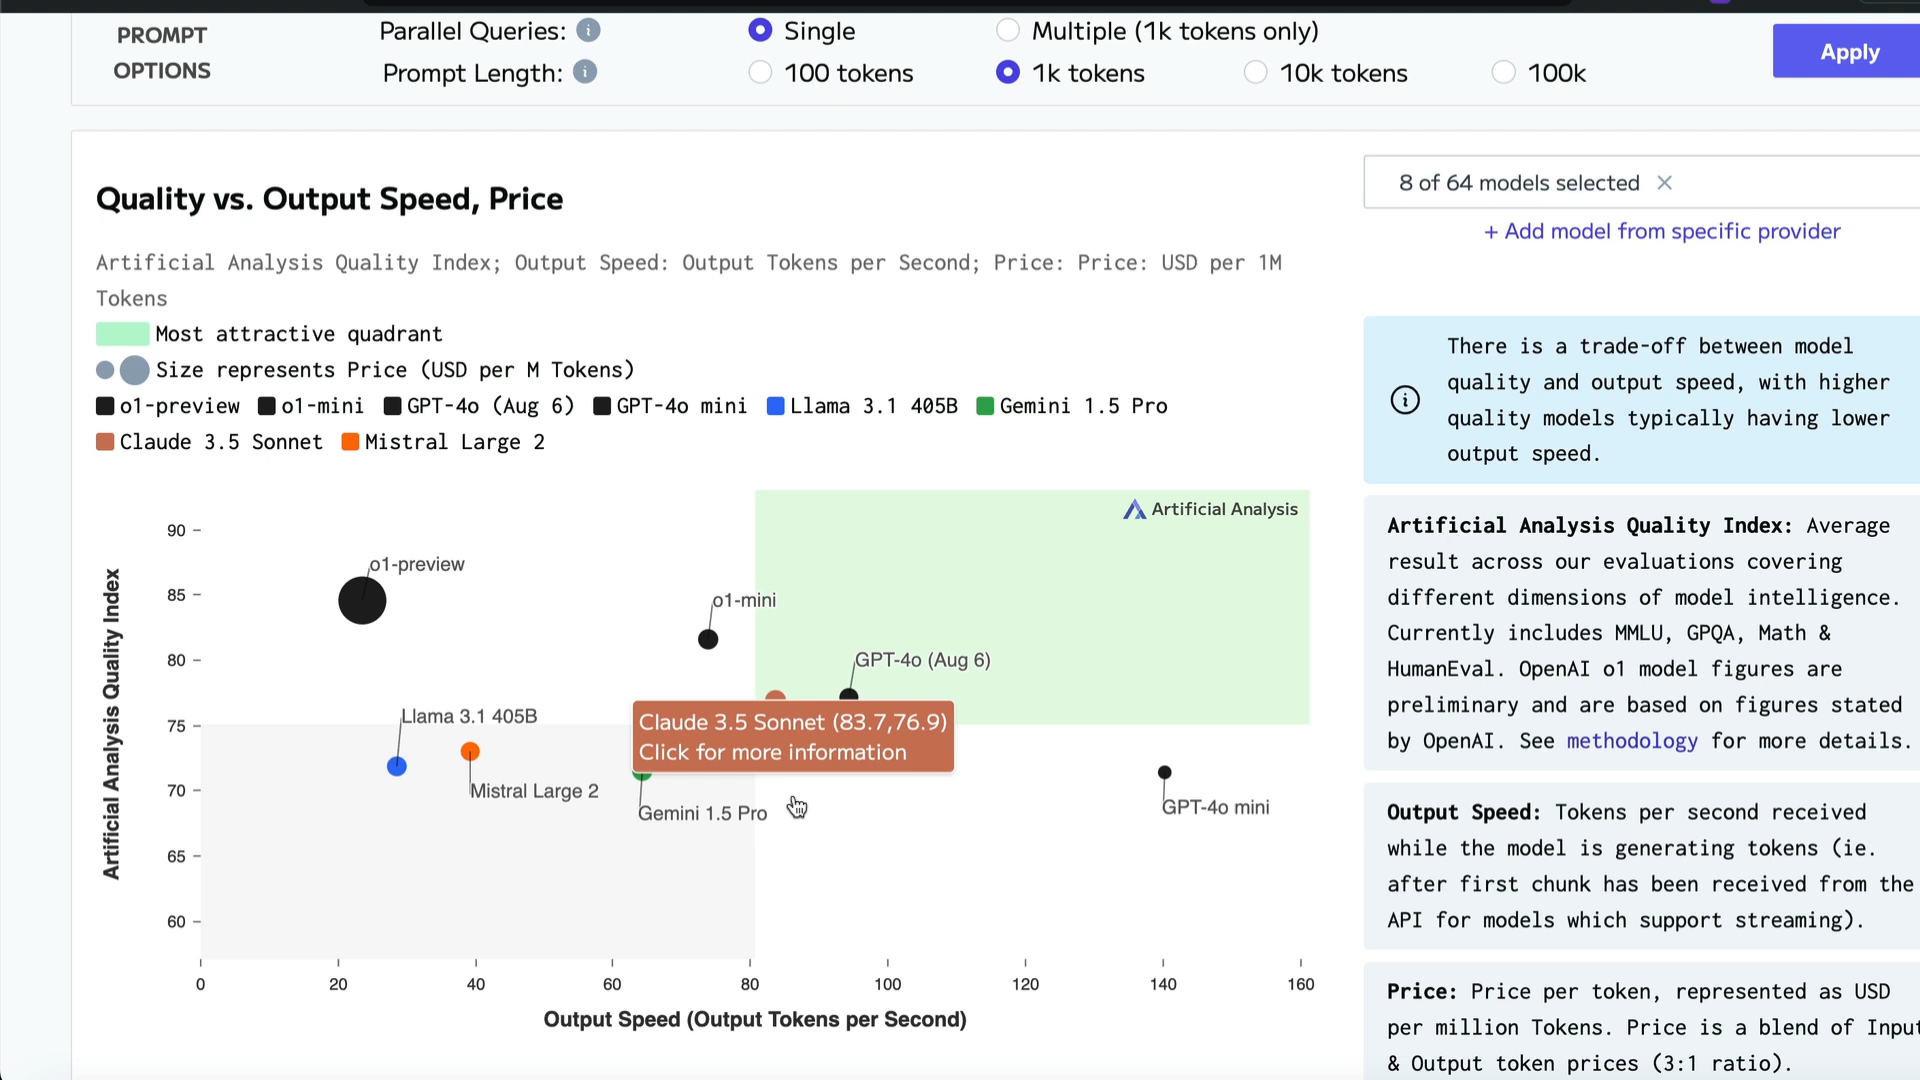 PROMPT
OPTIONS
Parallel Queries: i
Single
Multiple (1k tokens only)
Prompt Length: i
100 tokens
1k tokens
10k tokens
100k
Apply
Quality vs. Output Speed, Price
Artificial Analysis Quality Index; Output Speed: Output Tokens per Second; Price: Price: USD per 1M
Tokens
Most attractive quadrant
Size represents Price (USD per M Tokens)
o1-preview o1-mini GPT-4o (Aug 6) GPT-4o mini Llama 3.1 405B Gemini 1.5 Pro
Claude 3.5 Sonnet Mistral Large 2
Artificial Analysis
Artificial Analysis Quality Index
90
85
80
75
70
65
60
o1-preview
o1-mini
GPT-4o (Aug 6)
Llama 3.1 405B
Claude 3.5 Sonnet (83.7,76.9)
Click for more information
Mistral Large 2
Gemini 1.5 Pro
GPT-4o mini
0 20 40 60 80 100 120 140 160
Output Speed (Output Tokens per Second)
8 of 64 models selected ×
+ Add model from specific provider
There is a trade-off between model
quality and output speed, with higher
quality models typically having lower
output speed.
Artificial Analysis Quality Index: Average
result across our evaluations covering
different dimensions of model intelligence.
Currently includes MMLU, GPQA, Math &
HumanEval. OpenAI o1 model figures are
preliminary and are based on figures stated
by OpenAI. See methodology for more details.
Output Speed: Tokens per second received
while the model is generating tokens (ie.
after first chunk has been received from the
API for models which support streaming).
Price: Price per token, represented as USD
per million Tokens. Price is a blend of Input
& Output token prices (3:1 ratio).